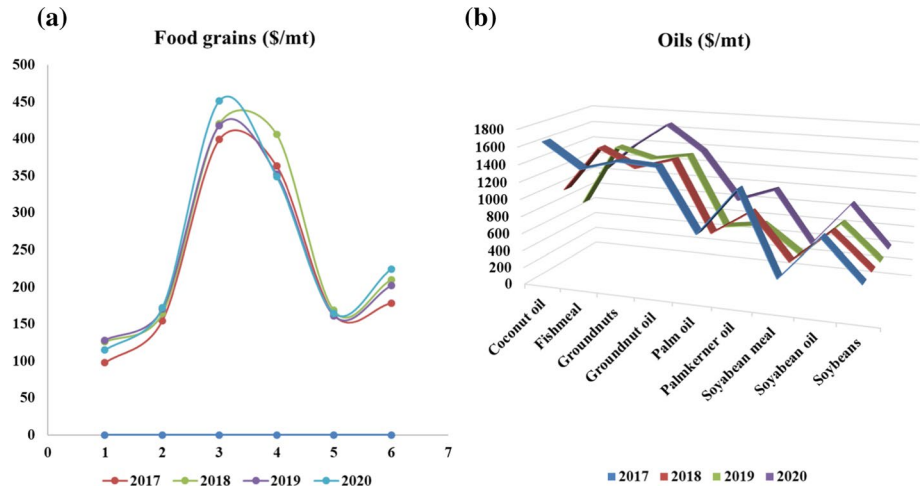 (a)
Food grains ($/mt)
500
450
400
350
300
250
200
150
100
50
0
0 1 2 3 4 5 6 7
2017 2018 2019 2020
(b)
Oils ($/mt)
1800
1600
1400
1200
1000
800
600
400
200
0
Coconut oil
Fishmeal
Groundnuts
Groundnut oil
Palm oil
Palmkerner oil
Soyabean meal
Soyabean oil
Soybeans
2017 2018 2019 2020